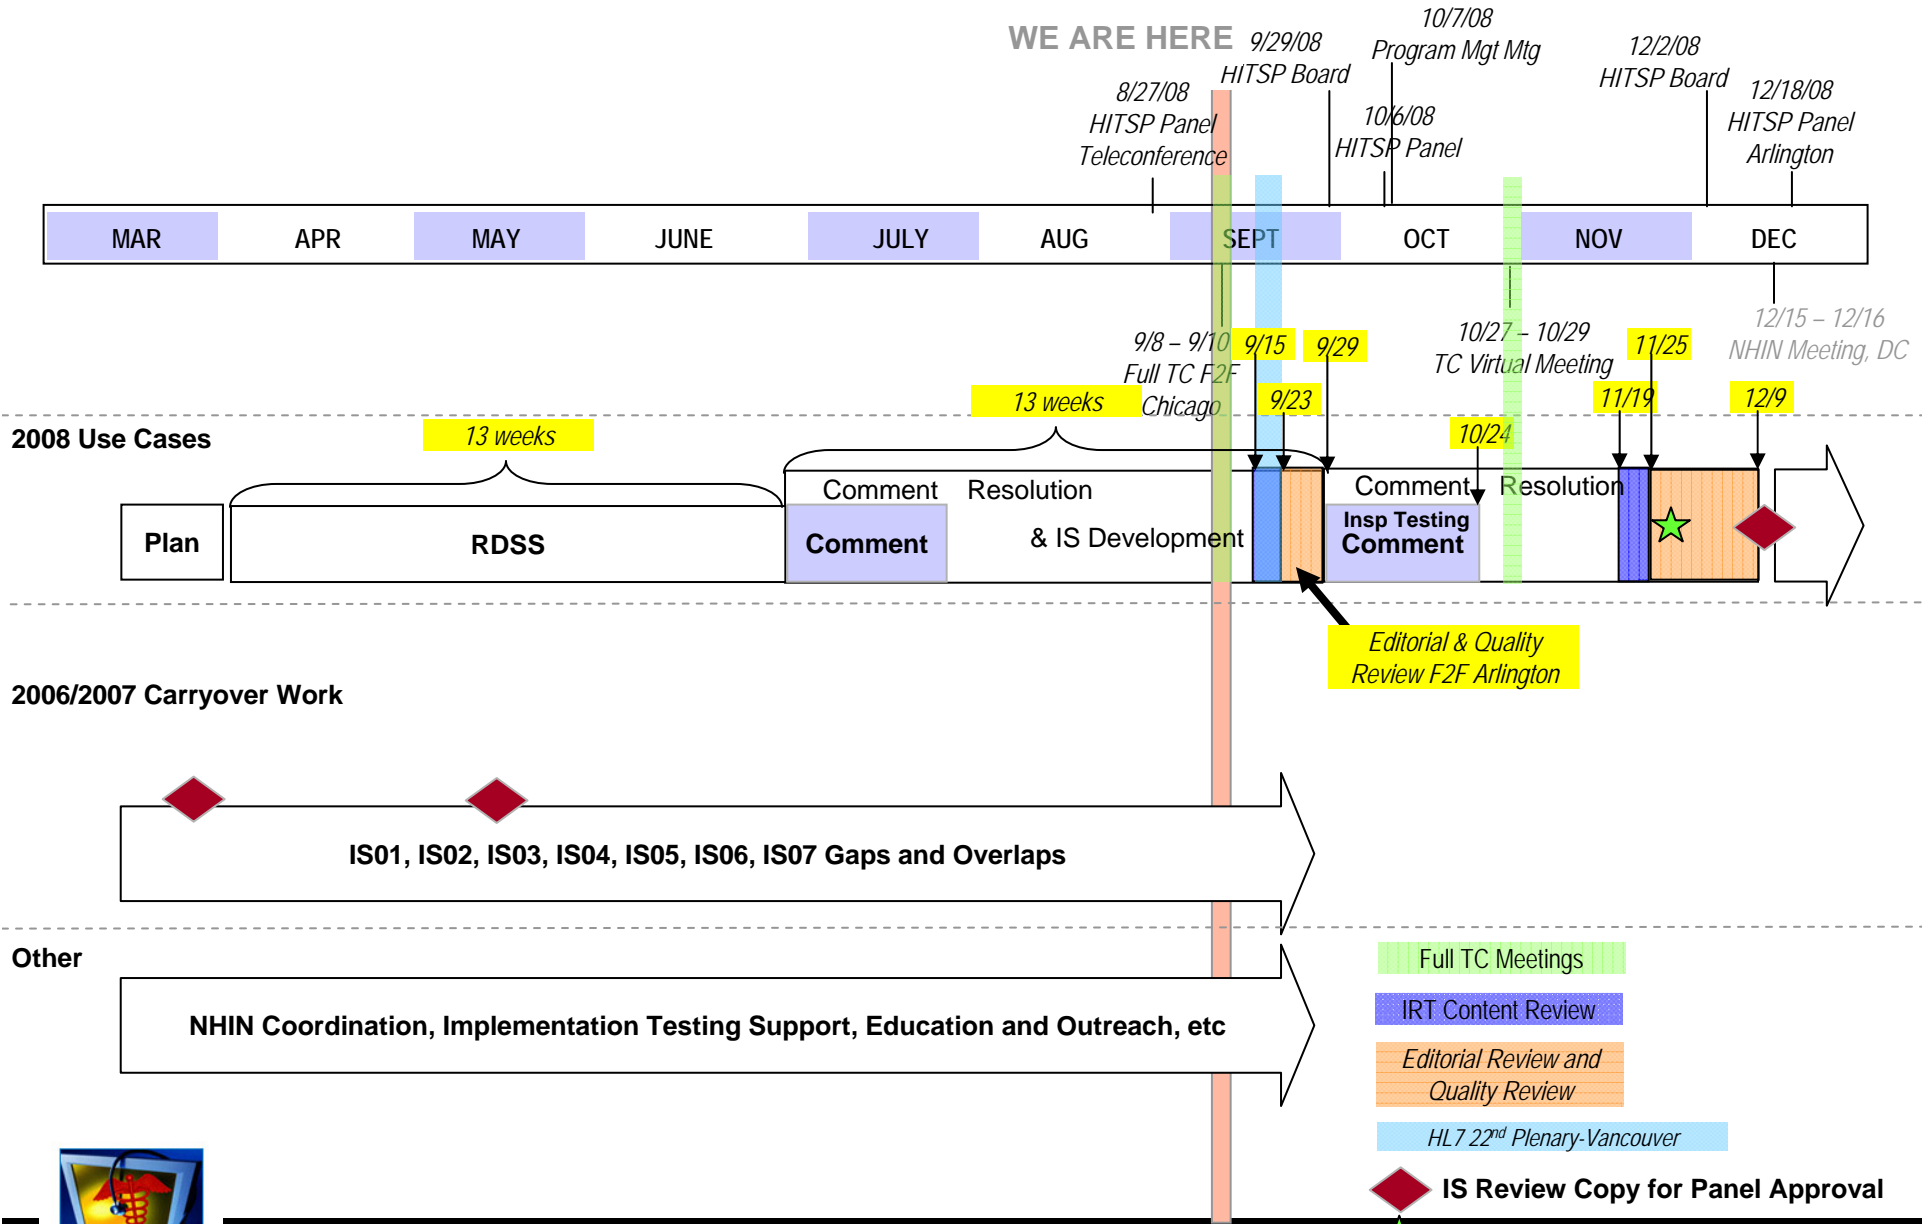 WE ARE HERE
9/29/08
HITSP Board
10/7/08
Program Mgt Mtg
12/2/08
HITSP Board
8/27/08
HITSP Panel
Teleconference
10/6/08
HITSP Panel
12/18/08
HITSP Panel
Arlington
MAR APR MAY JUNE JULY AUG SEPT OCT NOV DEC
9/8 – 9/10
Full TC F2F
Chicago
9/15
9/29
10/27 – 10/29
TC Virtual Meeting
11/25
12/15 – 12/16
NHIN Meeting, DC
13 weeks
9/23
11/19
12/9
2008 Use Cases
13 weeks
10/24
Comment Resolution
& IS Development
Comment Resolution
Plan
RDSS
Comment
Insp Testing
Comment
Editorial & Quality
Review F2F Arlington
2006/2007 Carryover Work
IS01, IS02, IS03, IS04, IS05, IS06, IS07 Gaps and Overlaps
Other
NHIN Coordination, Implementation Testing Support, Education and Outreach, etc
Full TC Meetings
IRT Content Review
Editorial Review and
Quality Review
HL7 22nd Plenary-Vancouver
IS Review Copy for Panel Approval